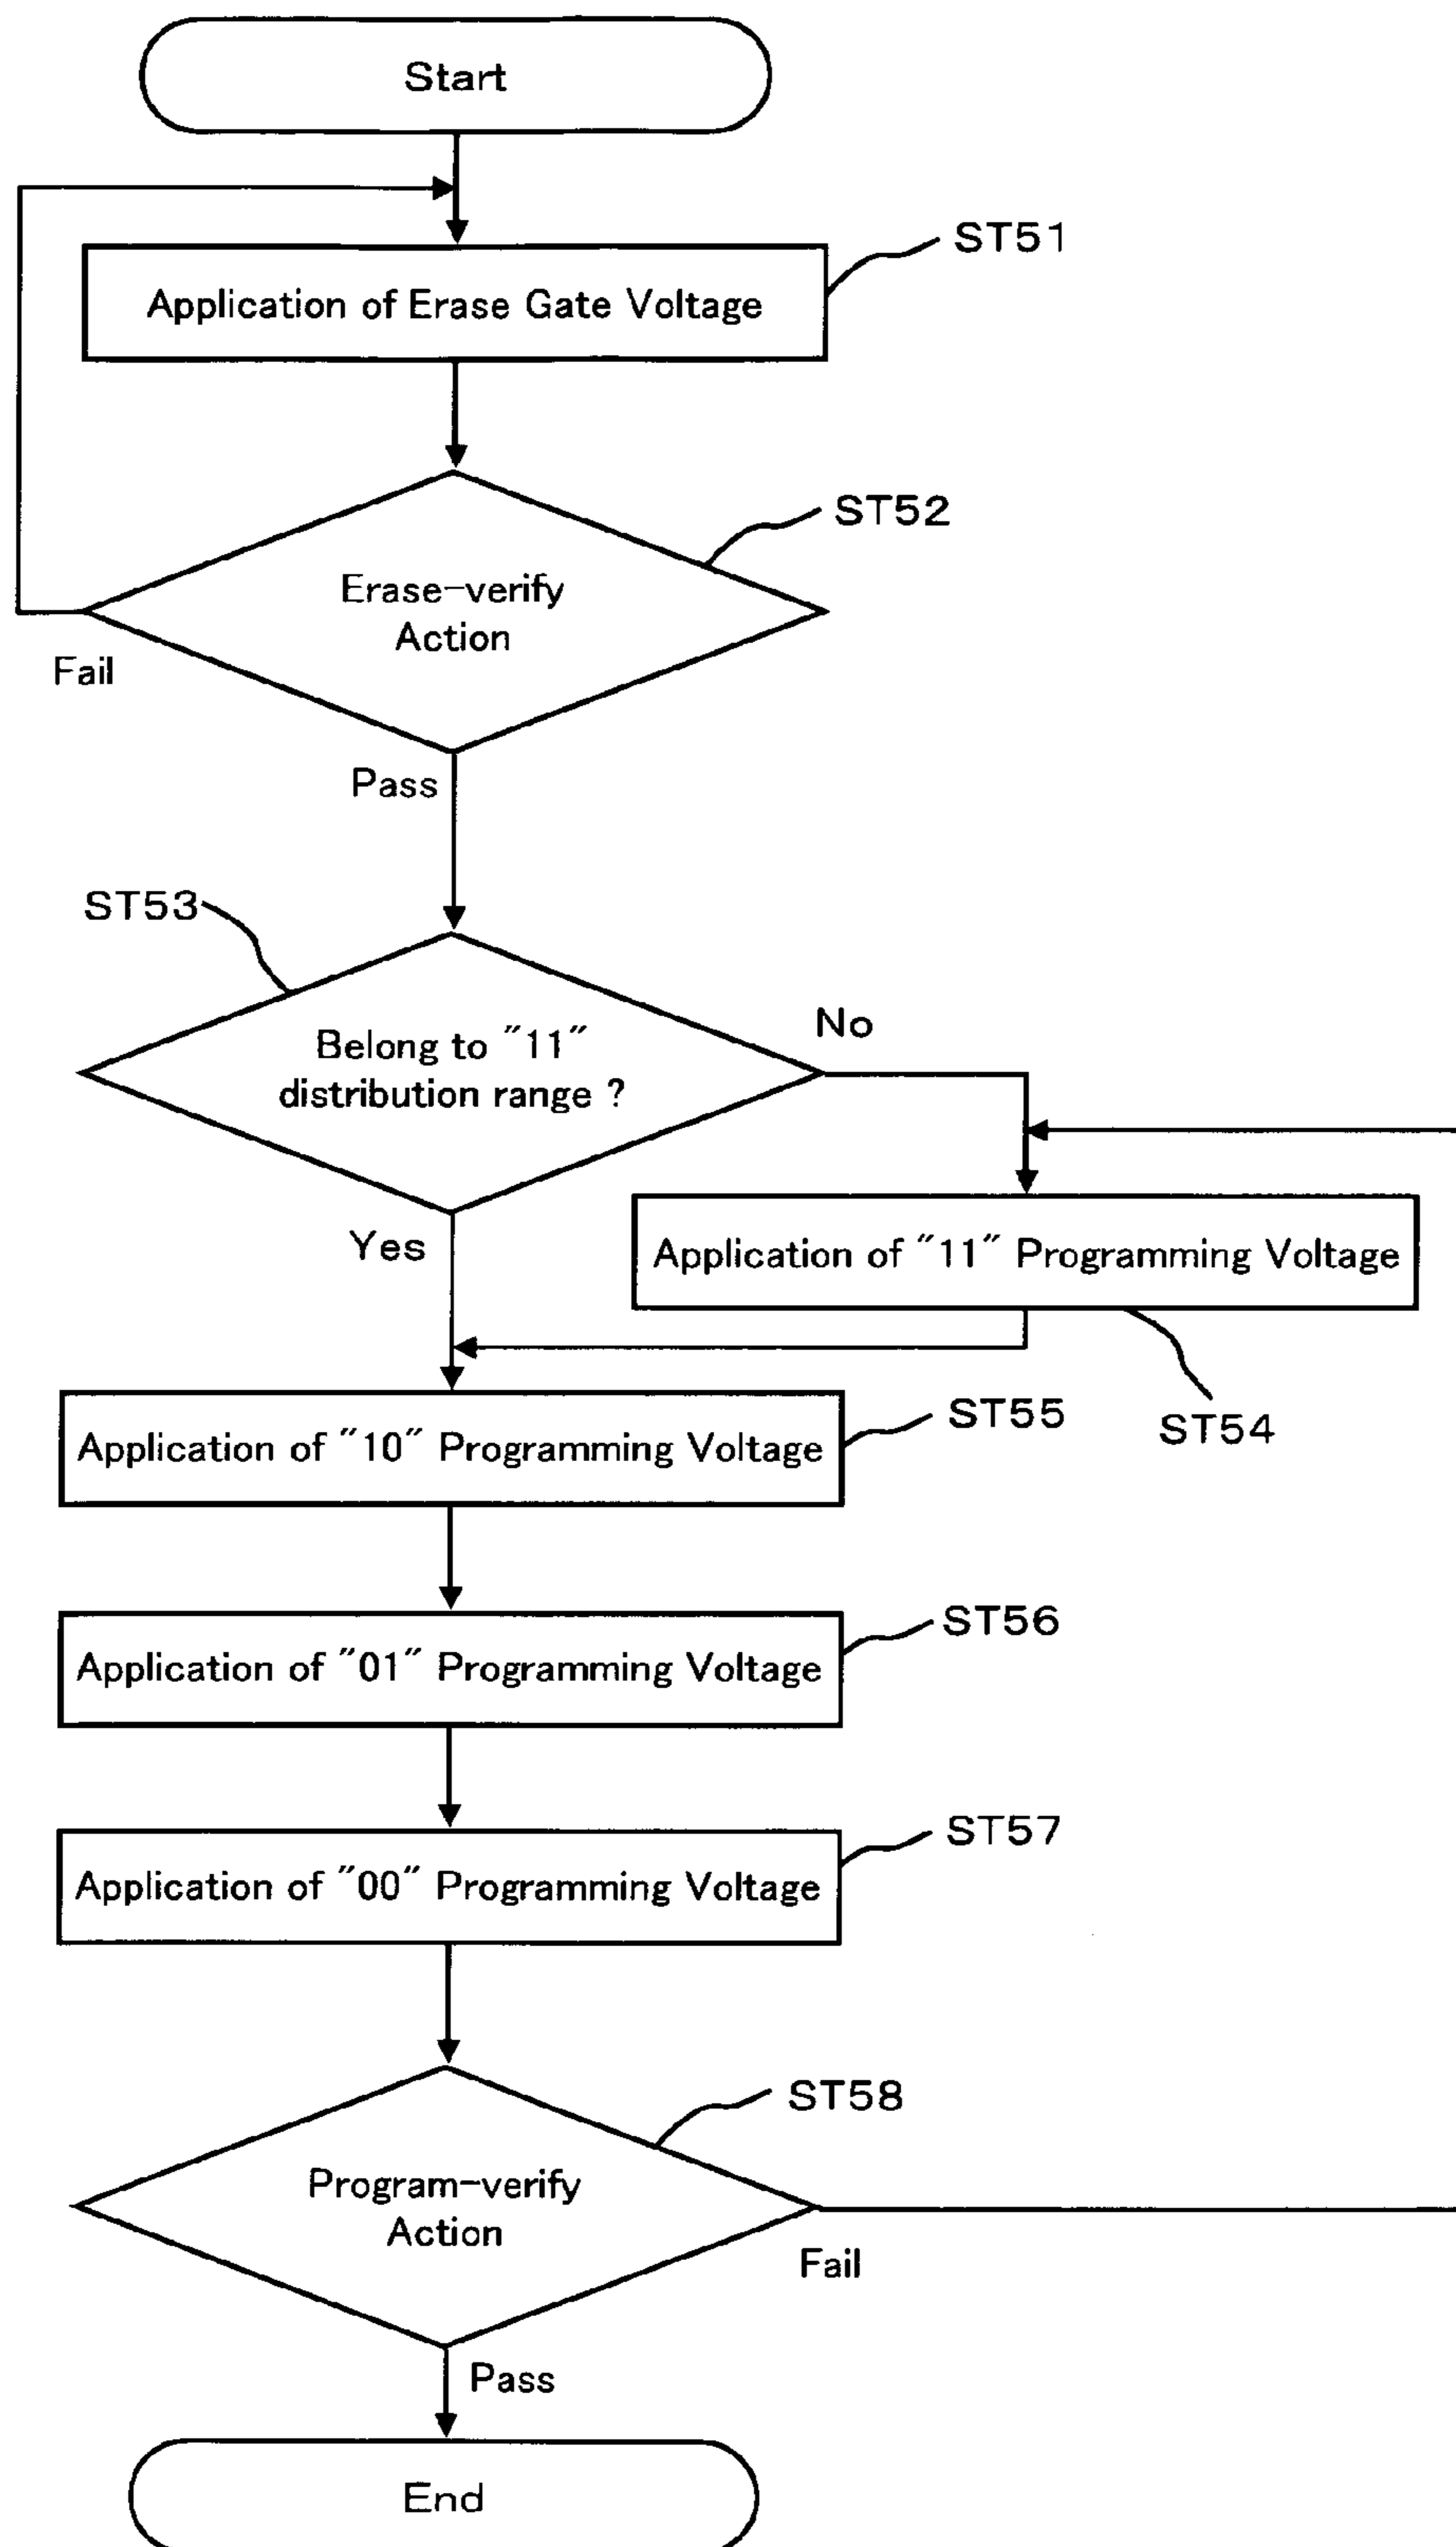 Start
ST51
Application of Erase Gate Voltage
ST52
Erase-verify
Action
Fail
Pass
ST53
No
Belong to "11"
distribution range ?
Yes
Application of "11" Programming Voltage
ST54
ST55
Application of "10" Programming Voltage
ST56
Application of "01" Programming Voltage
ST57
Application of "00" Programming Voltage
ST58
Program-verify
Action
Fail
Pass
End